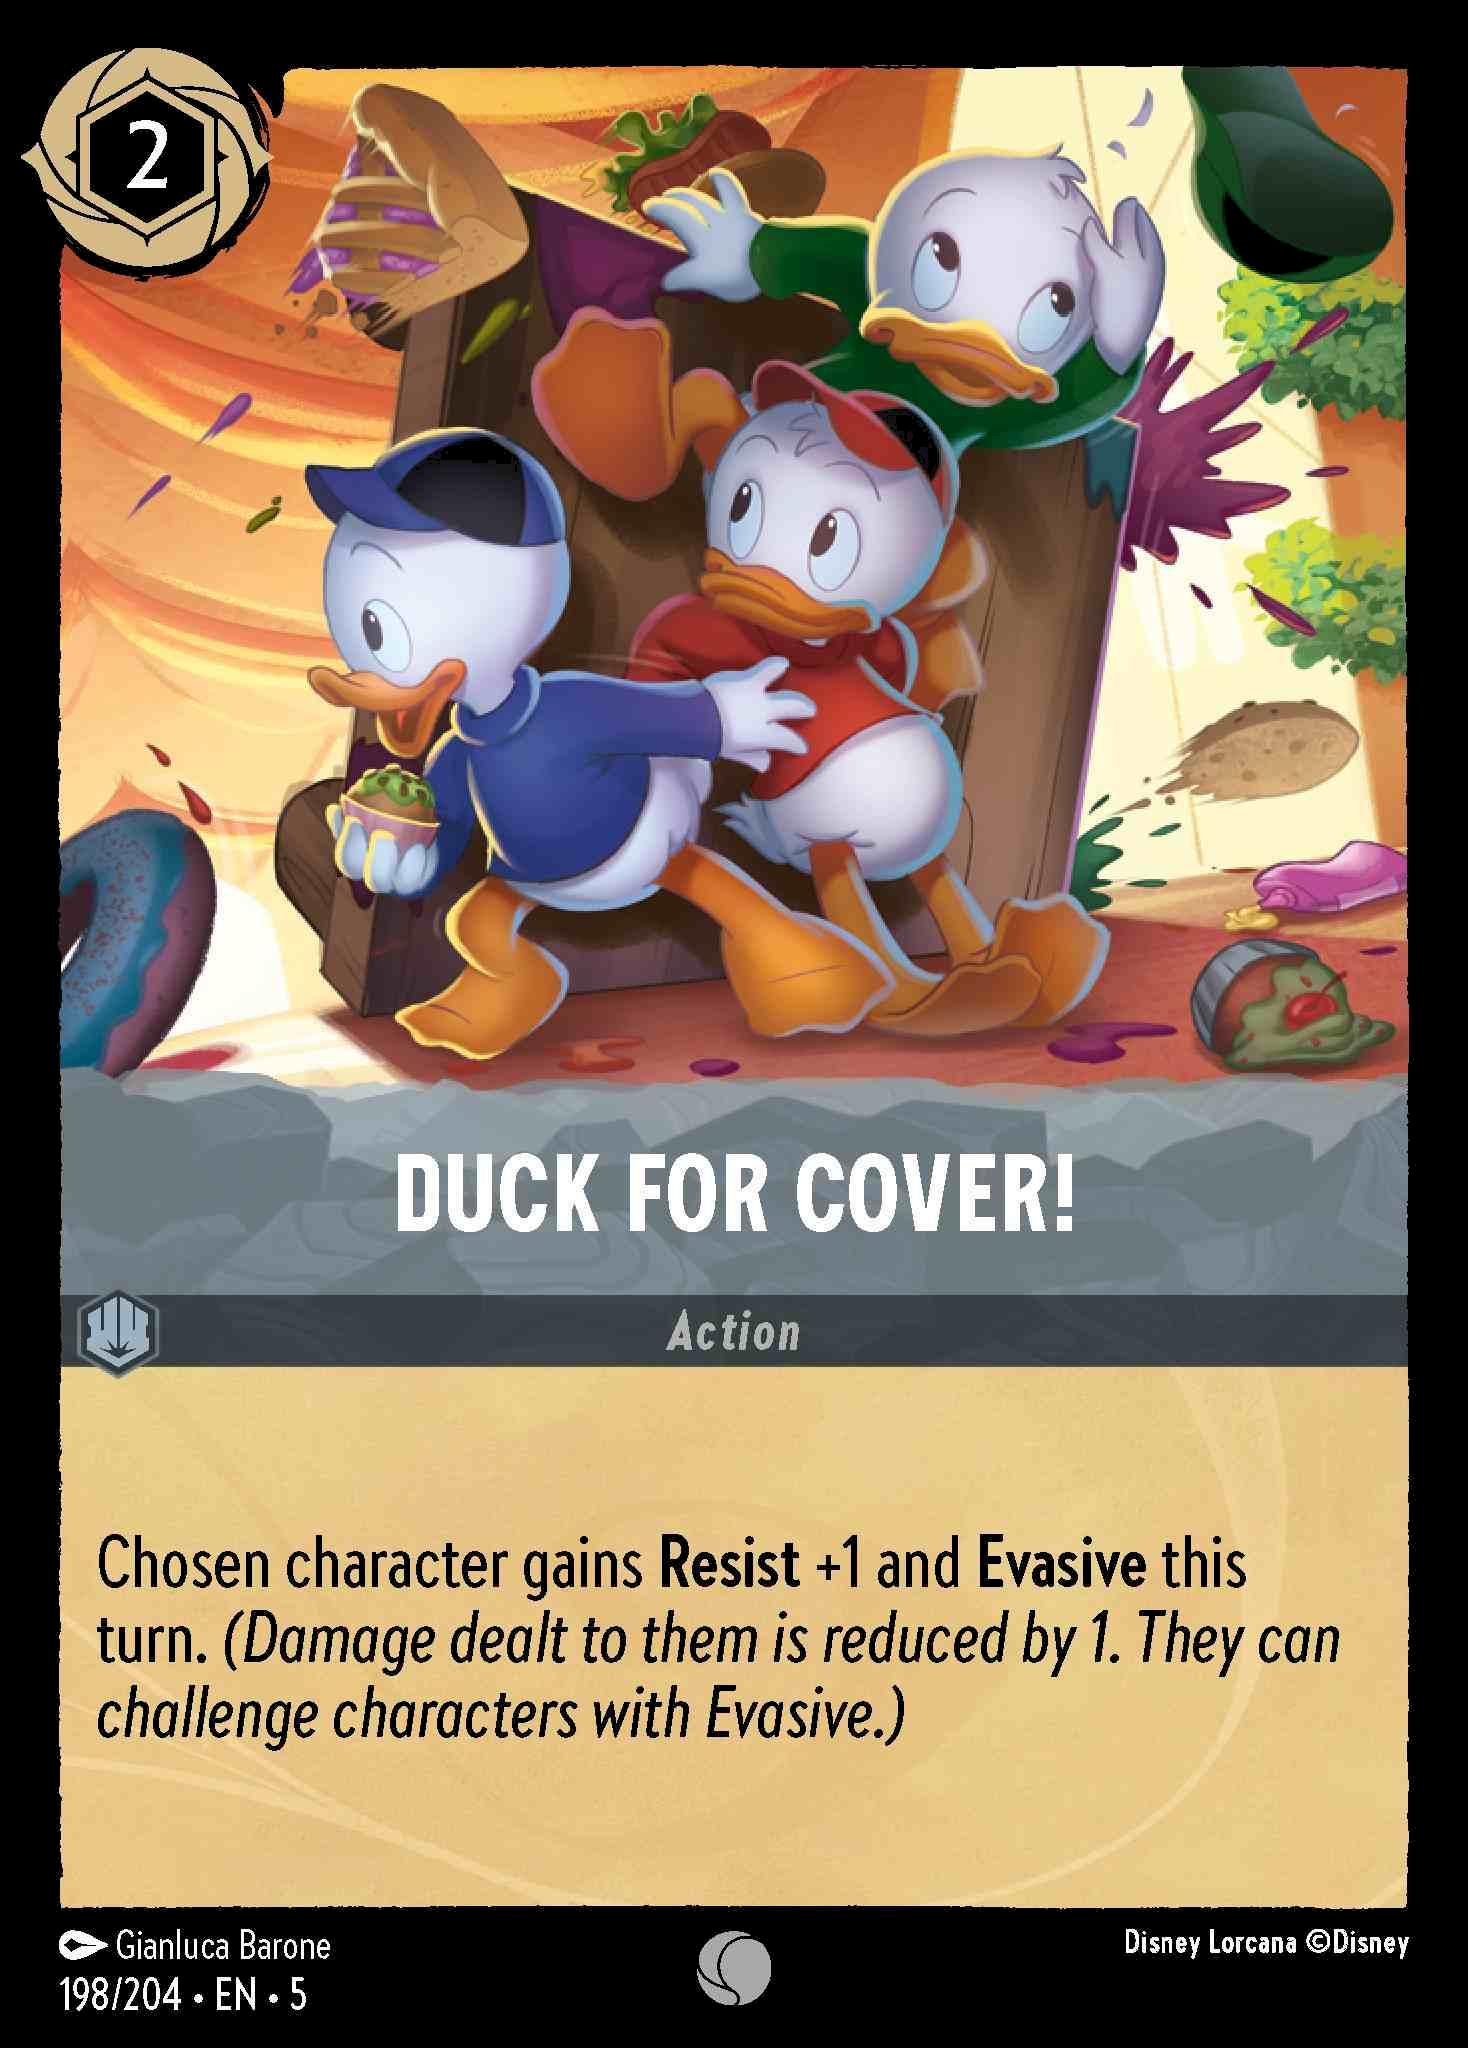 2
DUCK FOR COVER!
Action
Chosen character gains Resist +1 and Evasive this
turn. (Damage dealt to them is reduced by 1. They can
challenge characters with Evasive.)
Gianluca Barone
Disney Lorcana ©Disney
198/204 • EN • 5